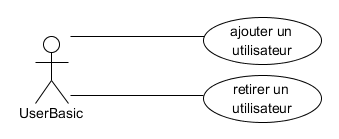 ajouter un
utilisateur
retirer un
utilisateur
UserBasic